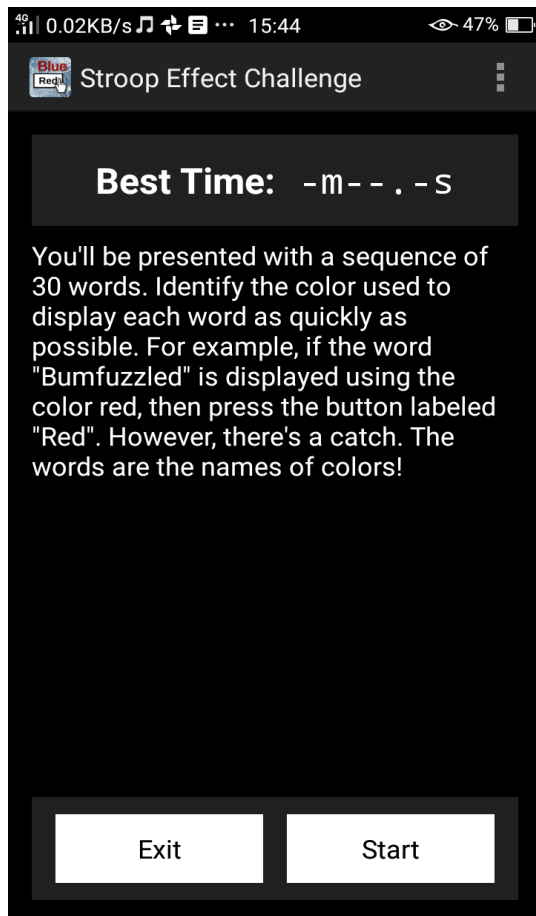 4G 0.02KB/s ··· 15:44 47%
Blue
Red
Stroop Effect Challenge
Best Time: -m--.-s
You'll be presented with a sequence of
30 words. Identify the color used to
display each word as quickly as
possible. For example, if the word
"Bumfuzzled" is displayed using the
color red, then press the button labeled
"Red". However, there's a catch. The
words are the names of colors!
Exit Start